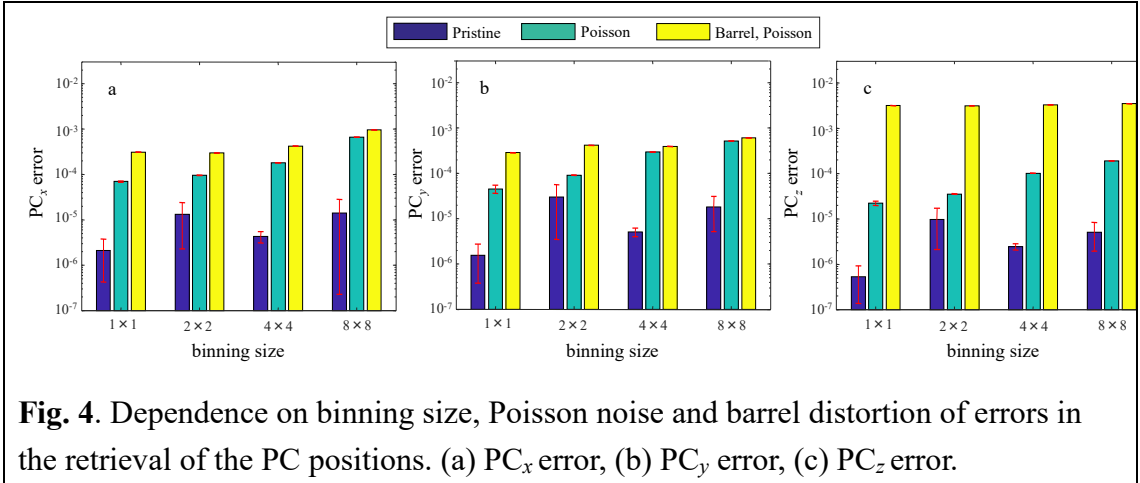 Pristine Poisson Barrel, Poisson
a
PCx error
10-2
10-3
10-4
10-5
10-6
10-7
1 × 1 2 × 2 4 × 4 8 × 8
binning size
b
PCy error
10-2
10-3
10-4
10-5
10-6
10-7
1 × 1 2 × 2 4 × 4 8 × 8
binning size
c
PCz error
10-2
10-3
10-4
10-5
10-6
10-7
1 × 1 2 × 2 4 × 4 8 × 8
binning size
Fig. 4. Dependence on binning size, Poisson noise and barrel distortion of errors in
the retrieval of the PC positions. (a) PCx error, (b) PCy error, (c) PCz error.